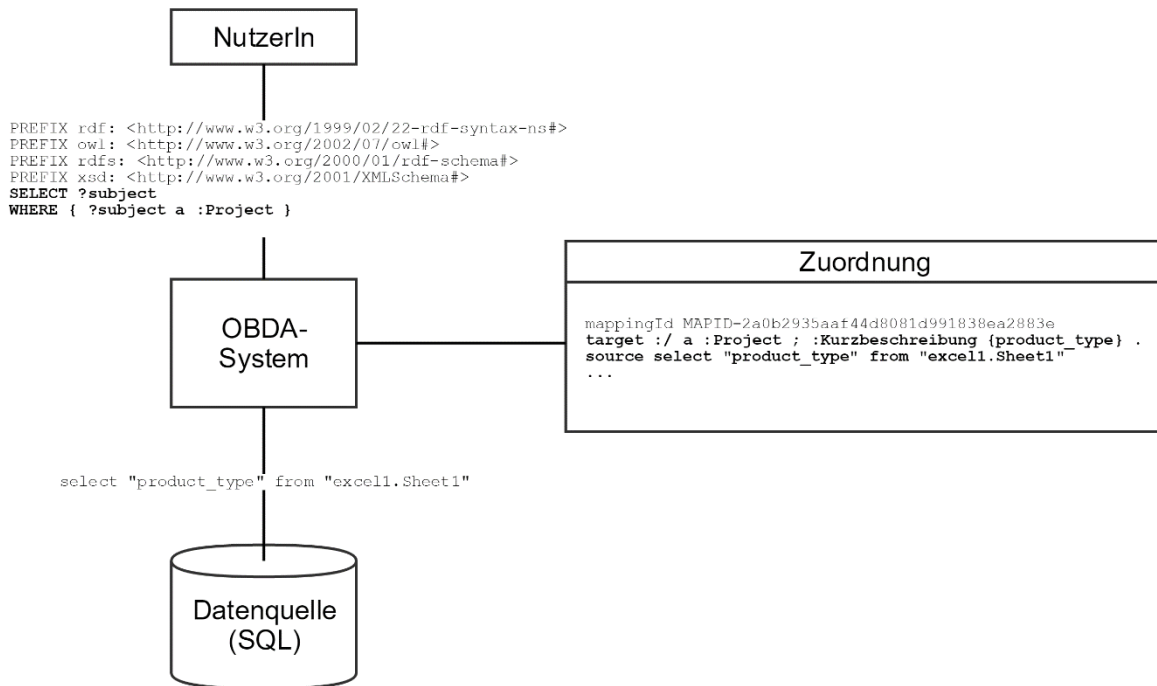 NutzerIn
PREFIX rdf: <http://www.w3.org/1999/02/22-rdf-syntax-ns#>
PREFIX owl: <http://www.w3.org/2002/07/owl#>
PREFIX rdfs: <http://www.w3.org/2000/01/rdf-schema#>
PREFIX xsd: <http://www.w3.org/2001/XMLSchema#>
SELECT ?subject
WHERE { ?subject a :Project }
OBDA-
System
Zuordnung
mappingId MAPID-2a0b2935aaf44d8081d991838ea2883e
target :/ a :Project ; :Kurzbeschreibung {product_type} .
source select "product_type" from "excel1.Sheet1"
...
select "product_type" from "excel1.Sheet1"
Datenquelle
(SQL)